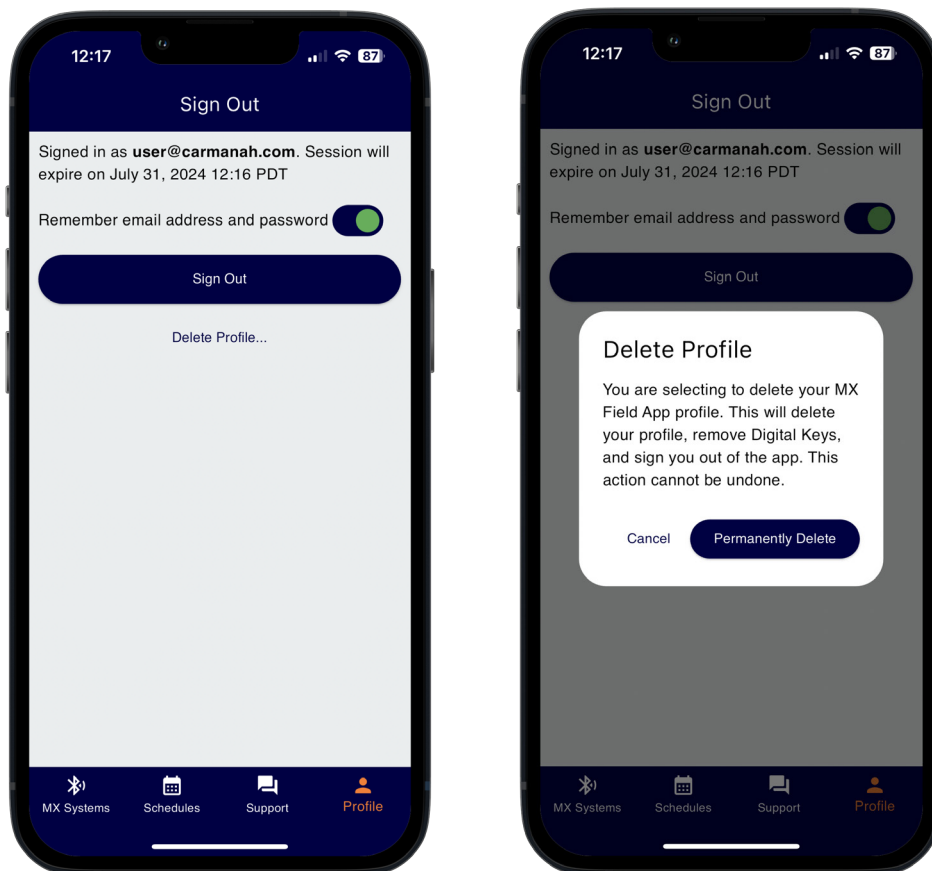 12:17
87
Sign Out
Signed in as user@carmanah.com. Session will
expire on July 31, 2024 12:16 PDT
Remember email address and password
Sign Out
Delete Profile...
MX Systems
Schedules
Support
Profile
12:17
87
Sign Out
Signed in as user@carmanah.com. Session will
expire on July 31, 2024 12:16 PDT
Remember email address and password
Sign Out
Delete Profile
You are selecting to delete your MX
Field App profile. This will delete
your profile, remove Digital Keys,
and sign you out of the app. This
action cannot be undone.
Cancel
Permanently Delete
MX Systems
Schedules
Support
Profile